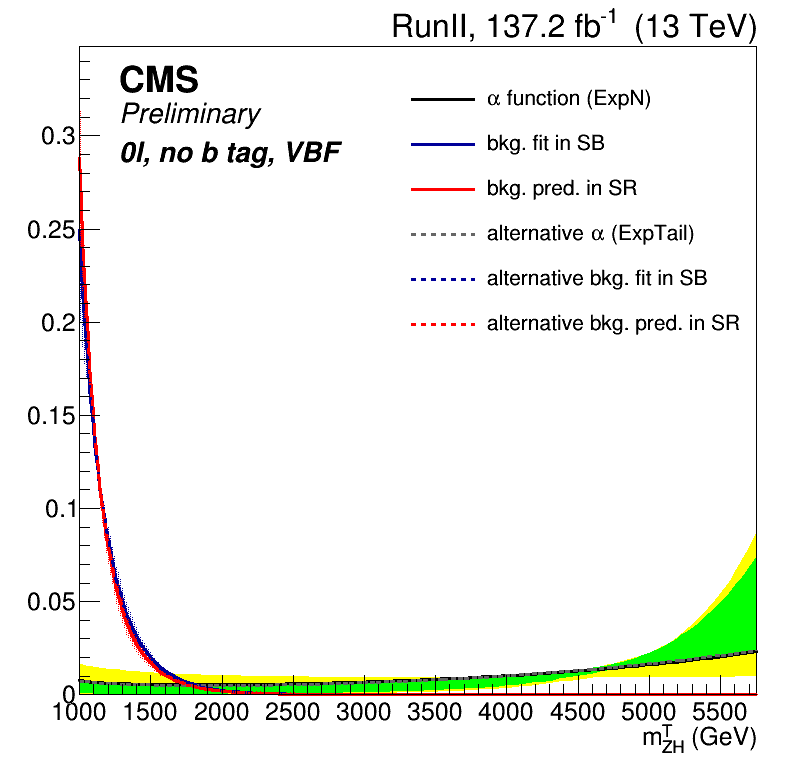 RunII, 137.2 fb⁻¹ (13 TeV)
CMS
Preliminary
0l, no b tag, VBF
α function (ExpN)
bkg. fit in SB
bkg. pred. in SR
alternative α (ExpTail)
alternative bkg. fit in SB
alternative bkg. pred. in SR
0.3
0.25
0.2
0.15
0.1
0.05
0
1000 1500 2000 2500 3000 3500 4000 4500 5000 5500
m^T_ZH (GeV)